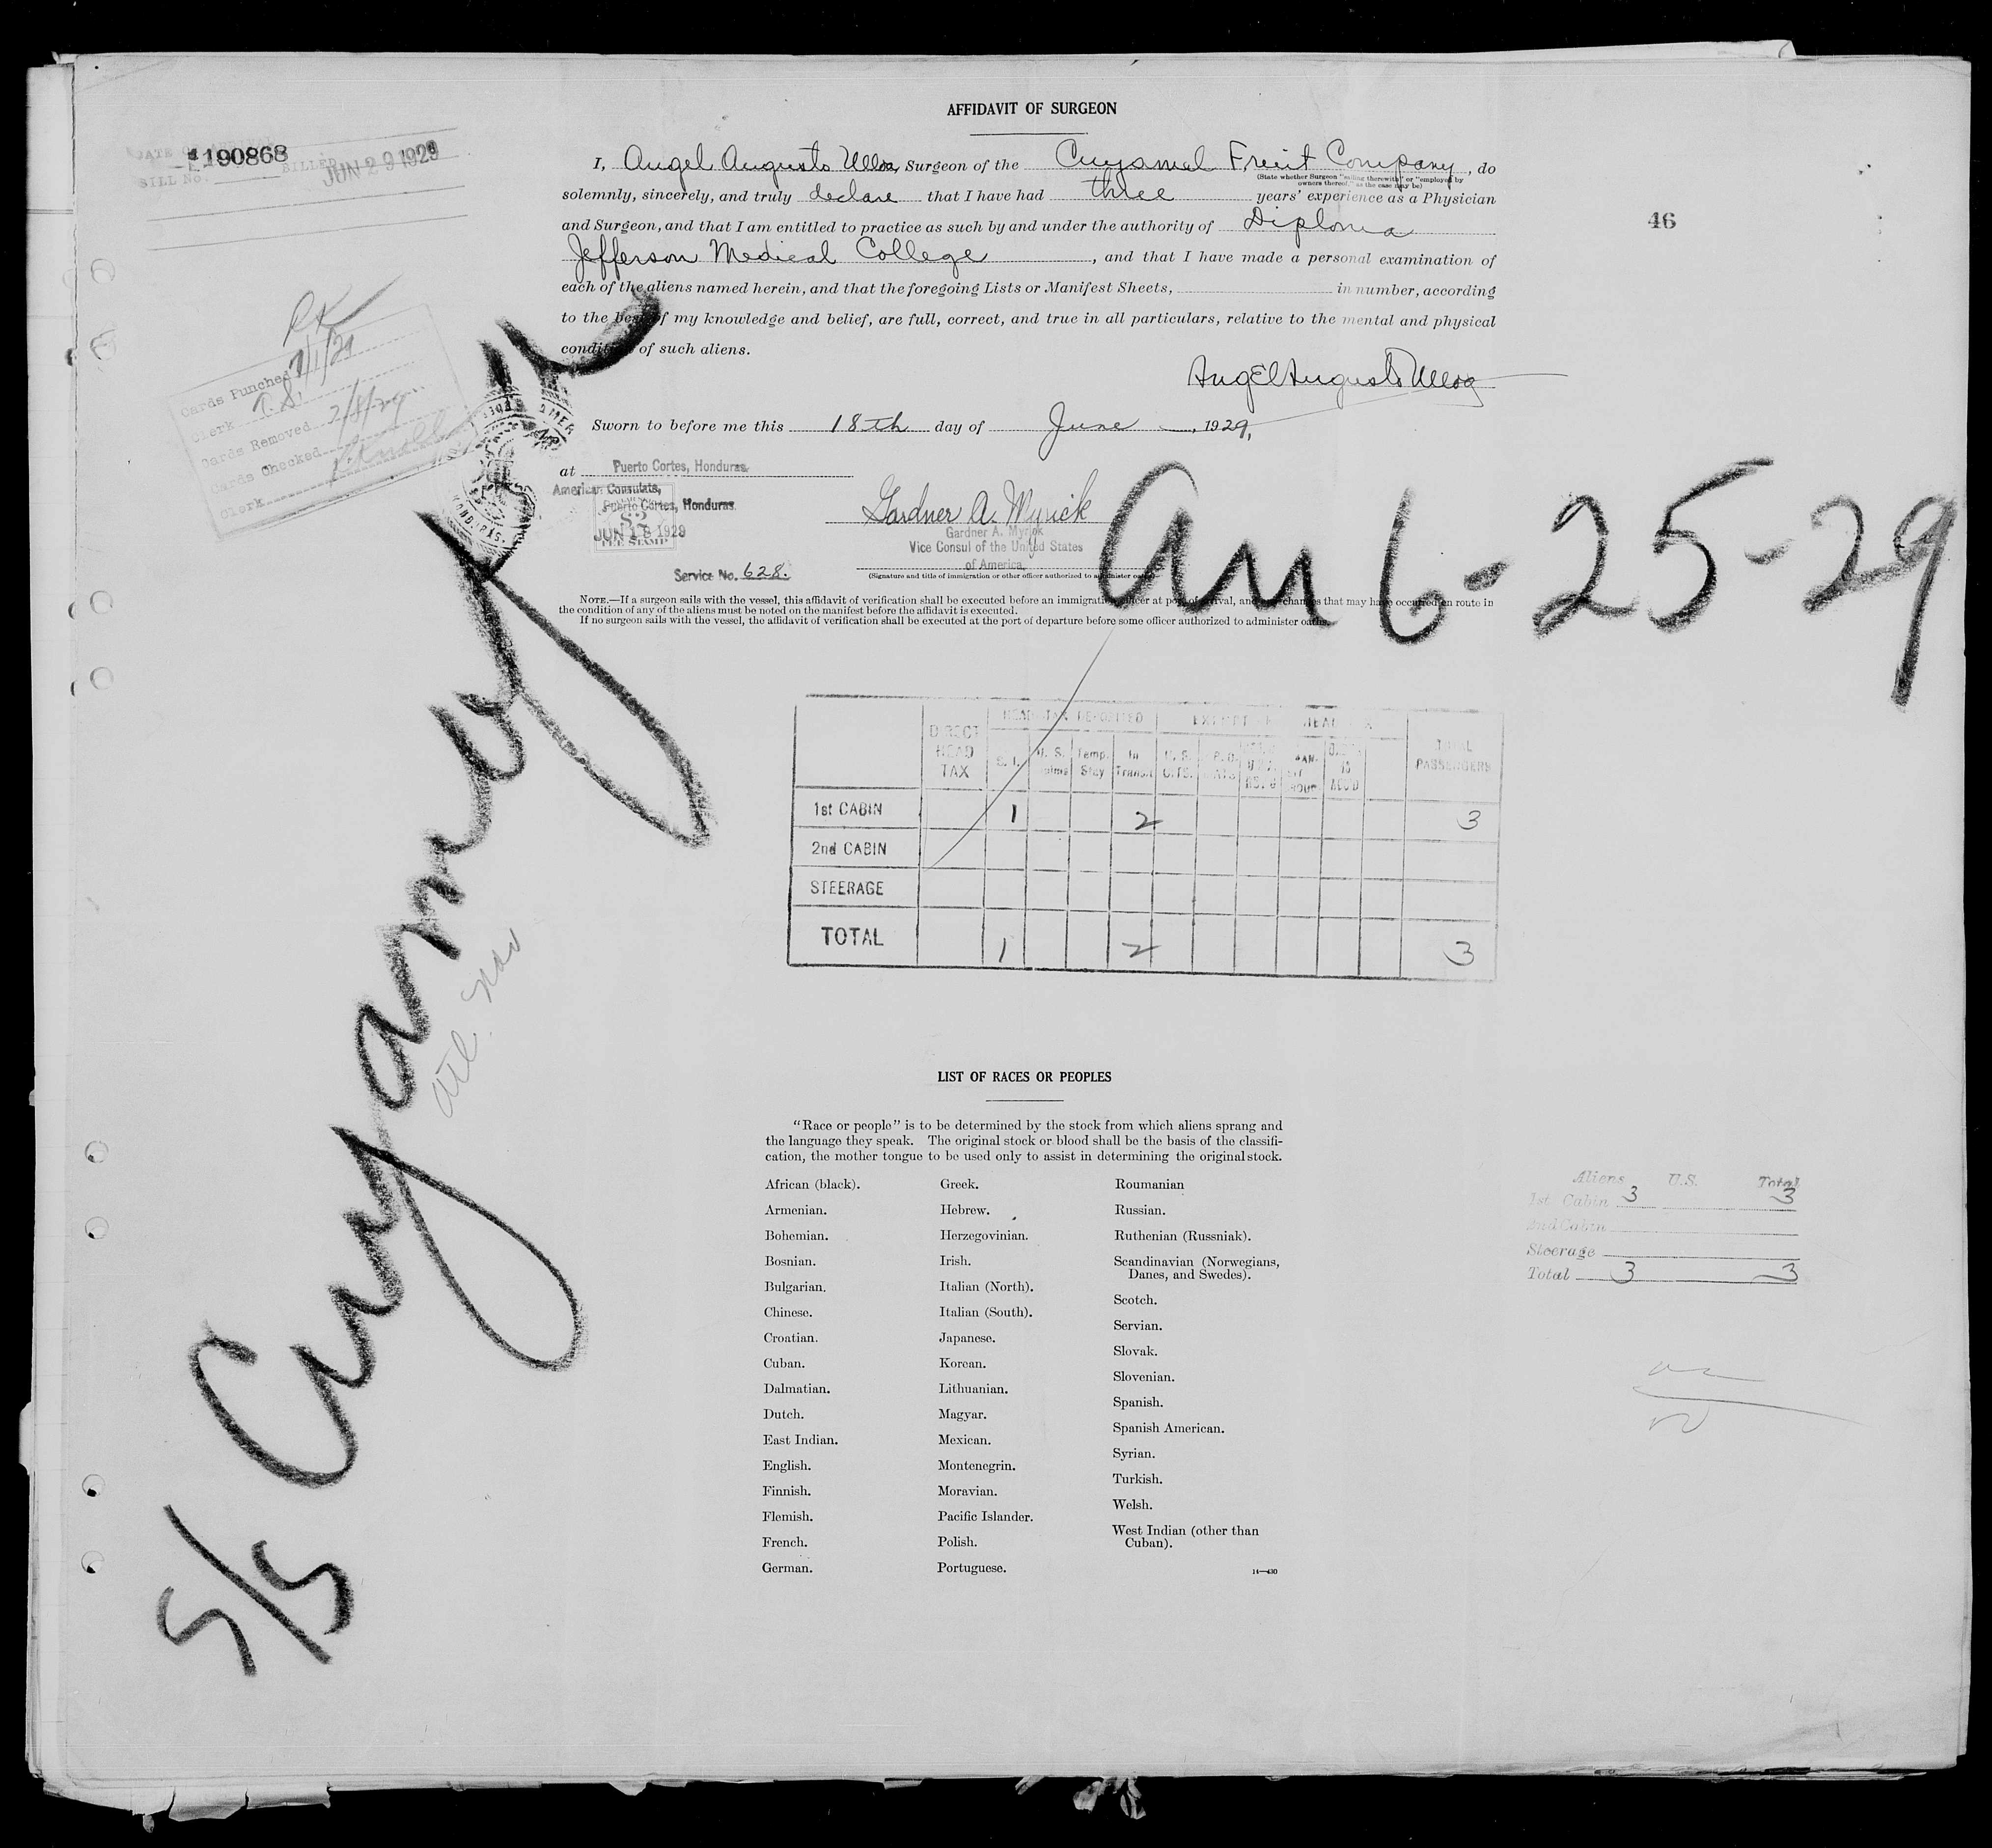 AFFIDAVIT OF SURGEON
190868
BILL No. BILLED JUN 29 1929
I, Angel Augusto Ulloa, Surgeon of the Cuyamel Fruit Company, do
(State whether Surgeon "sailing therewith" or "employed by
owners thereof," as the case may be)
solemnly, sincerely, and truly declare that I have had three years' experience as a Physician
and Surgeon, and that I am entitled to practice as such by and under the authority of Diploma
46
Jefferson Medical College, and that I have made a personal examination of
each of the aliens named herein, and that the foregoing Lists or Manifest Sheets, in number, according
to the best of my knowledge and belief, are full, correct, and true in all particulars, relative to the mental and physical
condition of such aliens.
Angel Augusto Ulloa
OK
Cards Punched 7/1/29
Clerk
Cards Removed
Cards Checked
Clerk
Sworn to before me this 18th day of June, 1929,
at Puerto Cortes, Honduras.
American Consulate,
Puerto Cortes, Honduras.
$2
JUN 18 1929
FEE STAMP
Service No. 628.
Gardner A. Myrick
Gardner A. Myrick
Vice Consul of the United States
of America
(Signature and title of immigration or other officer authorized to administer oaths)
arr 6-25-29
NOTE.—If a surgeon sails with the vessel, this affidavit of verification shall be executed before an immigration officer at port of arrival, and any changes that may have occurred en route in
the condition of any of the aliens must be noted on the manifest before the affidavit is executed.
If no surgeon sails with the vessel, the affidavit of verification shall be executed at the port of departure before some officer authorized to administer oaths.
S/S Cuyamel
Atl. Nav
HEAD TAX DEPOSITED EXEMPT HEAD
DIRECT HEAD TAX S. I. U. S. Temp. Stay In Transit U. S. CITS. TOTAL PASSENGERS
1st CABIN 1 2 3
2nd CABIN
STEERAGE
TOTAL 1 2 3
LIST OF RACES OR PEOPLES
"Race or people" is to be determined by the stock from which aliens sprang and
the language they speak. The original stock or blood shall be the basis of the classifi-
cation, the mother tongue to be used only to assist in determining the original stock.
African (black).
Armenian.
Bohemian.
Bosnian.
Bulgarian.
Chinese.
Croatian.
Cuban.
Dalmatian.
Dutch.
East Indian.
English.
Finnish.
Flemish.
French.
German.
Greek.
Hebrew.
Herzegovinian.
Irish.
Italian (North).
Italian (South).
Japanese.
Korean.
Lithuanian.
Magyar.
Mexican.
Montenegrin.
Moravian.
Pacific Islander.
Polish.
Portuguese.
Roumanian
Russian.
Ruthenian (Russniak).
Scandinavian (Norwegians,
Danes, and Swedes).
Scotch.
Servian.
Slovak.
Slovenian.
Spanish.
Spanish American.
Syrian.
Turkish.
Welsh.
West Indian (other than
Cuban).
14—430
Aliens U.S. Total
1st Cabin 3 3
2nd Cabin
Steerage
Total 3 3